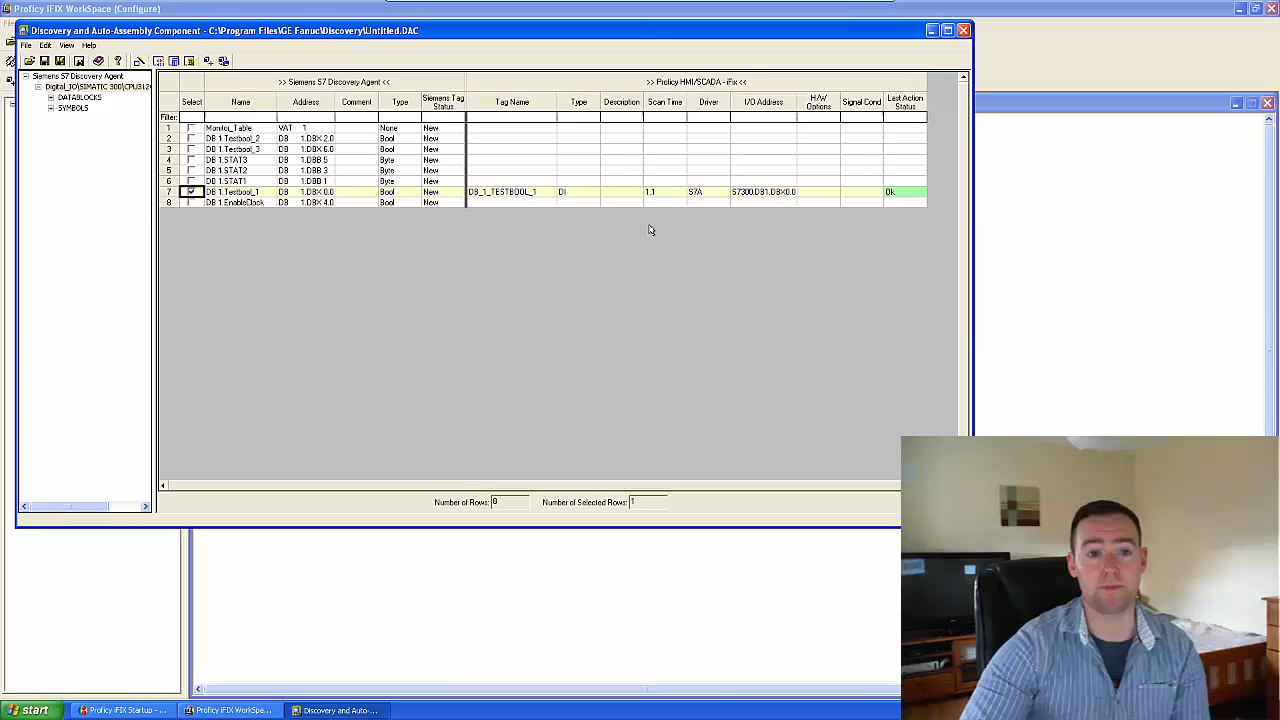 Proficy iFIX WorkSpace (Configure)
Discovery and Auto-Assembly Component - C:\Program Files\GE Fanuc\Discovery\Untitled.DAC
File Edit View Help
Siemens S7 Discovery Agent
Digital_IO\SIMATIC 300\CPU312
DATABLOCKS
SYMBOLS
>> Siemens S7 Discovery Agent << >> Proficy HMI/SCADA - iFix <<
Select Name Address Comment Type Siemens Tag Status Tag Name Type Description Scan Time Driver I/O Address H/W Options Signal Cond Last Action Status
Filter:
1 Monitor_Table VAT 1 None New
2 DB 1.Testbool_2 DB 1.DBX 2.0 Bool New
3 DB 1.Testbool_3 DB 1.DBX 6.0 Bool New
4 DB 1.STAT3 DB 1.DBB 5 Byte New
5 DB 1.STAT2 DB 1.DBB 3 Byte New
6 DB 1.STAT1 DB 1.DBB 1 Byte New
7 DB 1.Testbool_1 DB 1.DBX 0.0 Bool New DB_1_TESTBOOL_1 DI 1,1 S7A S7300.DB1.DBX0.0 Ok
8 DB 1.EnableClock DB 1.DBX 4.0 Bool New
Number of Rows: 8 Number of Selected Rows: 1
start Proficy iFIX Startup - ... Proficy iFIX WorkSpa... Discovery and Auto-...